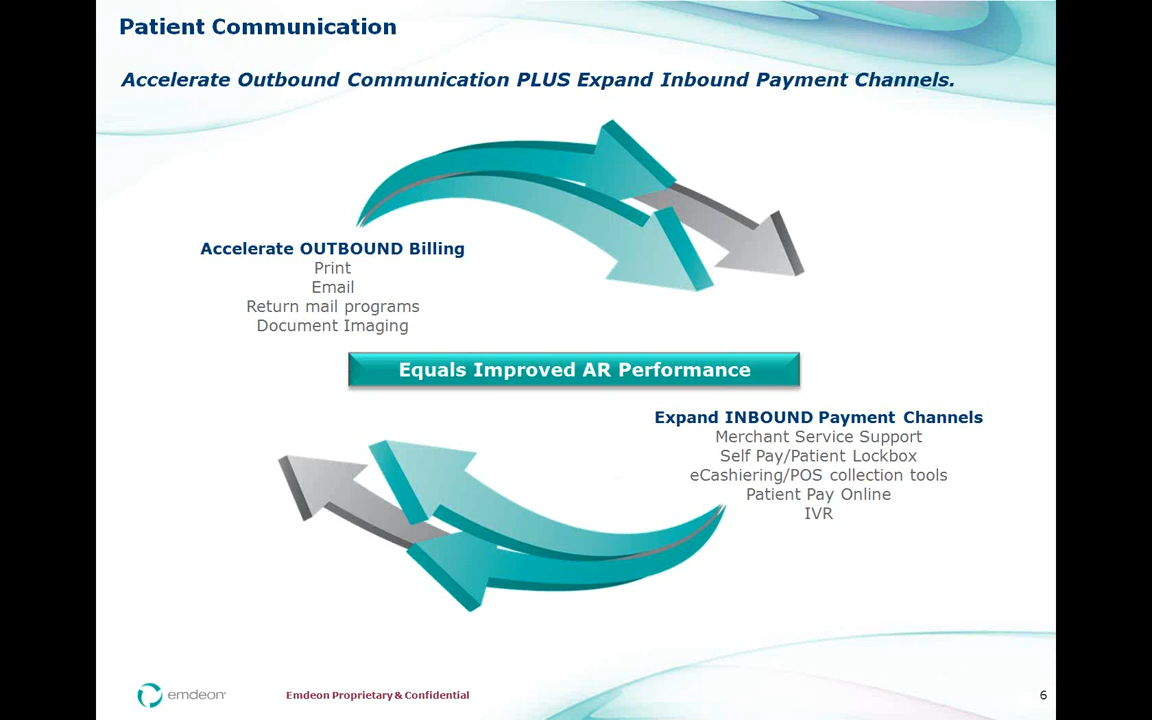 Patient Communication
Accelerate Outbound Communication PLUS Expand Inbound Payment Channels.
Accelerate OUTBOUND Billing
Print
Email
Return mail programs
Document Imaging
Equals Improved AR Performance
Expand INBOUND Payment Channels
Merchant Service Support
Self Pay/Patient Lockbox
eCashiering/POS collection tools
Patient Pay Online
IVR
emdeon
Emdeon Proprietary & Confidential
6